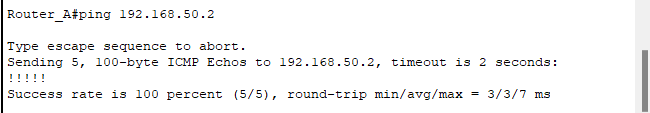 Router_A#ping 192.168.50.2
Type escape sequence to abort.
Sending 5, 100-byte ICMP Echos to 192.168.50.2, timeout is 2 seconds:
!!!!!
Success rate is 100 percent (5/5), round-trip min/avg/max = 3/3/7 ms